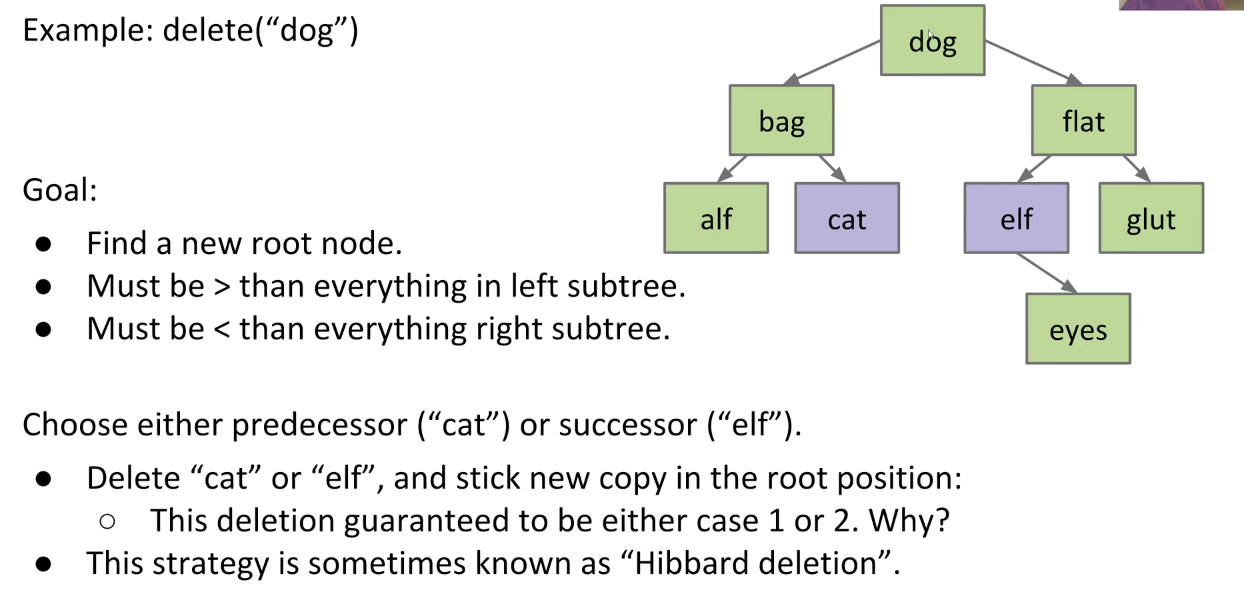 Example: delete(“dog”)
dog
bag
flat
Goal:
alf
cat
elf
glut
● Find a new root node.
● Must be > than everything in left subtree.
● Must be < than everything right subtree.
eyes
Choose either predecessor (“cat”) or successor (“elf”).
● Delete “cat” or “elf”, and stick new copy in the root position:
○ This deletion guaranteed to be either case 1 or 2. Why?
● This strategy is sometimes known as “Hibbard deletion”.